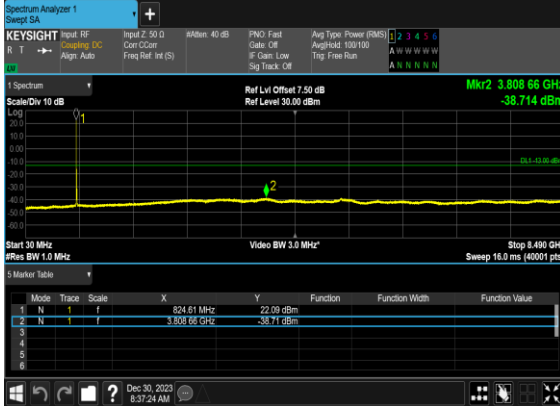 Spectrum Analyzer 1
Swept SA
+
KEYSIGHT Input: RF Input Z: 50 Ω #Atten: 40 dB PNO: Fast Avg Type: Power (RMS) 1 2 3 4 5 6
R T Coupling: DC Corr CCorr Gate: Off Avg|Hold: 100/100 A W W W W W
Align: Auto Freq Ref: Int (S) IF Gain: Low Trig: Free Run
Sig Track: Off A N N N N N
1 Spectrum Ref Lvl Offset 7.50 dB Mkr2 3.808 66 GHz
Scale/Div 10 dB Ref Level 30.00 dBm -38.714 dBm
Log
20.0 1
10.0
0.00
-10.0 DL1 -13.00 dBm
-20.0
-30.0 2
-40.0
-50.0
-60.0
Start 30 MHz Video BW 3.0 MHz* Stop 8.490 GH
#Res BW 1.0 MHz Sweep 16.0 ms (40001 pts
5 Marker Table
Mode Trace Scale X Y Function Function Width Function Value
1 N 1 f 824.61 MHz 22.09 dBm
2 N 1 f 3.808 66 GHz -38.71 dBm
3
4
5
6
? Dec 30, 2023
8:37:24 AM